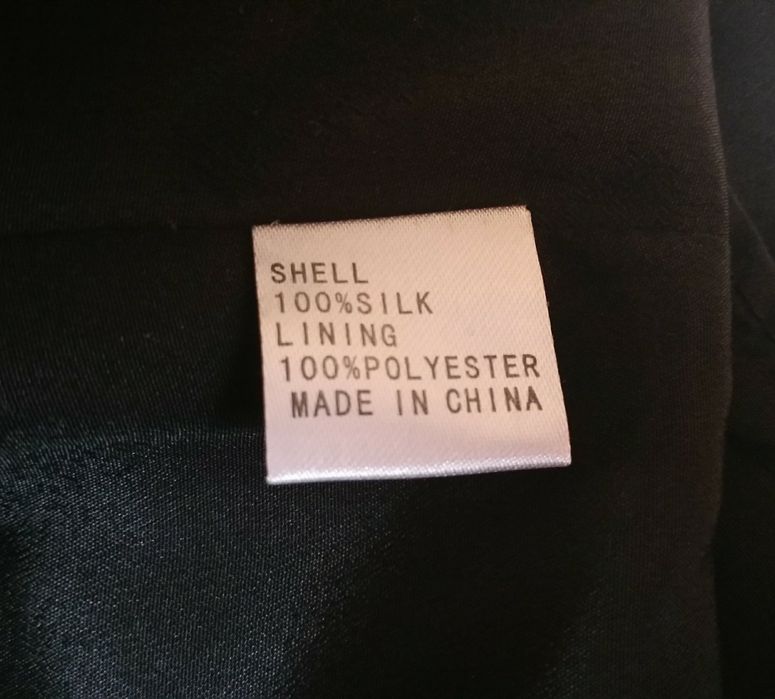 SHELL
100%SILK
LINING
100%POLYESTER
MADE IN CHINA